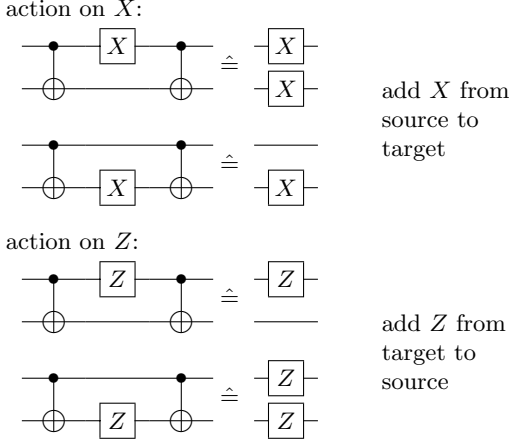 action on X:
X ≙ X
X
add X from
source to
target
X ≙ X
action on Z:
Z ≙ Z
add Z from
target to
source
Z ≙ Z
Z